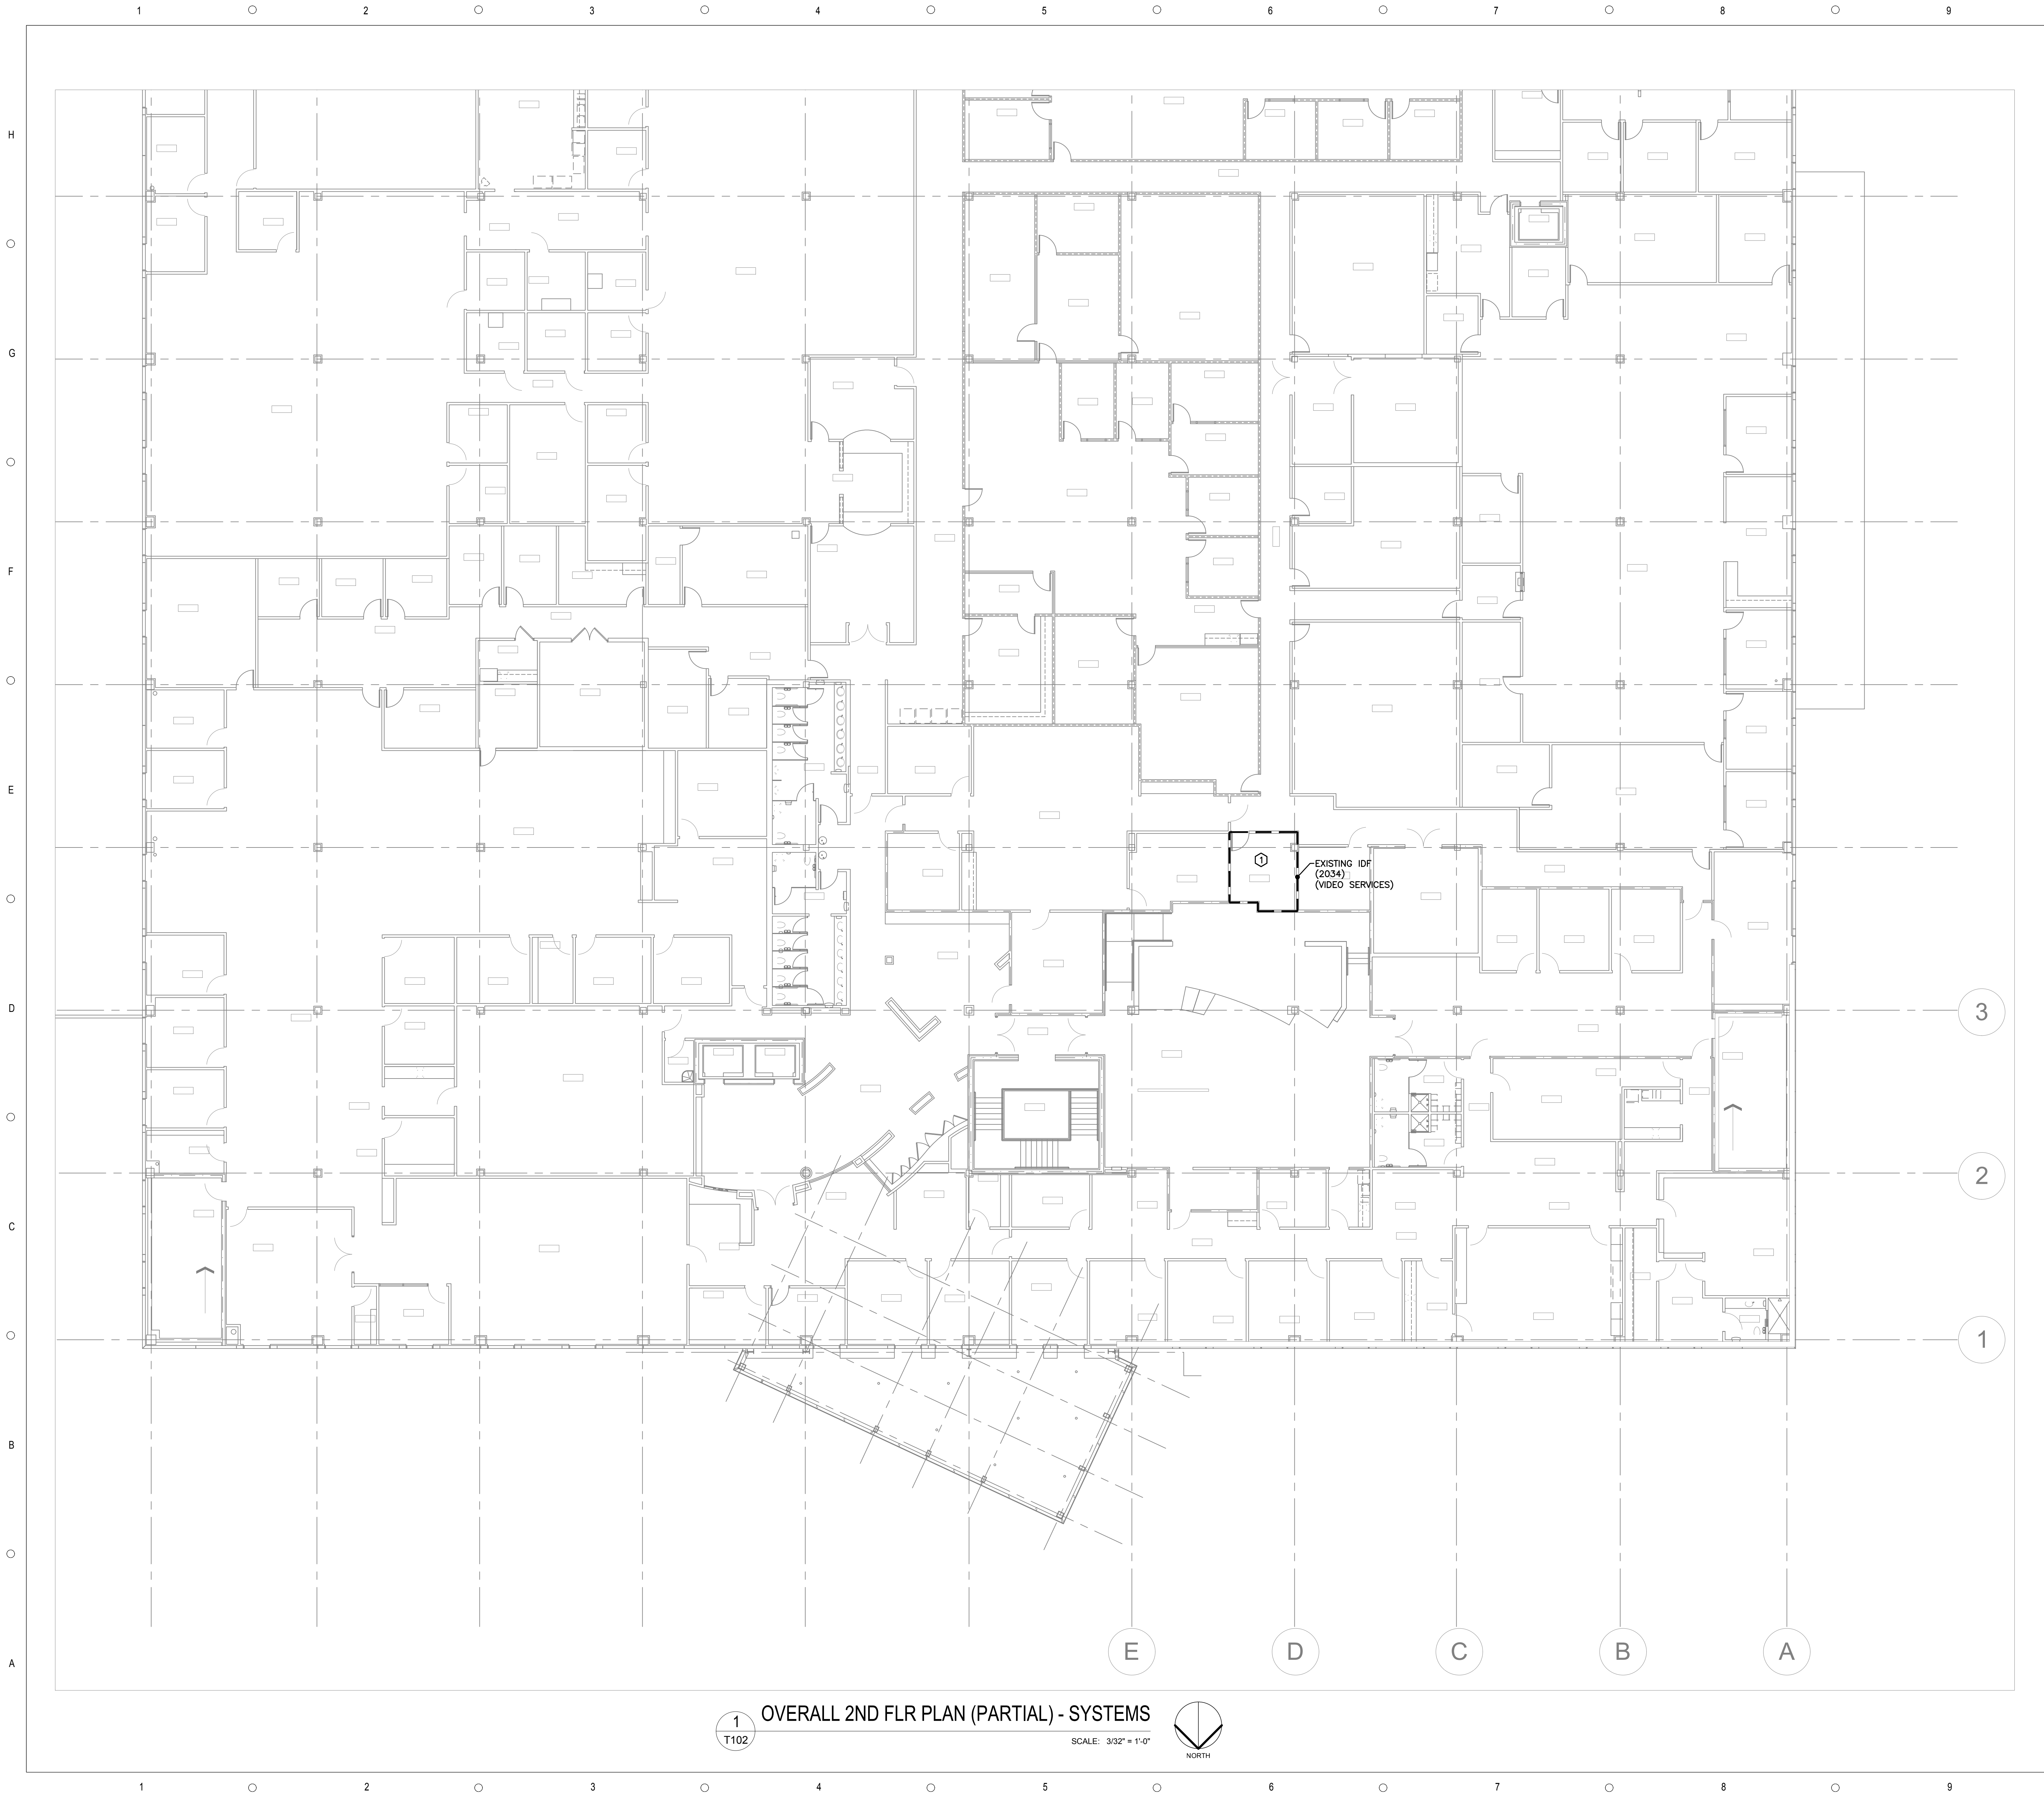 1 2 3 4 5 6 7 8 9
H
G
F
E
1
EXISTING IDF
(2034)
(VIDEO SERVICES)
D
3
2
C
1
B
E D C B A
A
1
T102
OVERALL 2ND FLR PLAN (PARTIAL) - SYSTEMS
SCALE: 3/32" = 1'-0"
NORTH
1 2 3 4 5 6 7 8 9